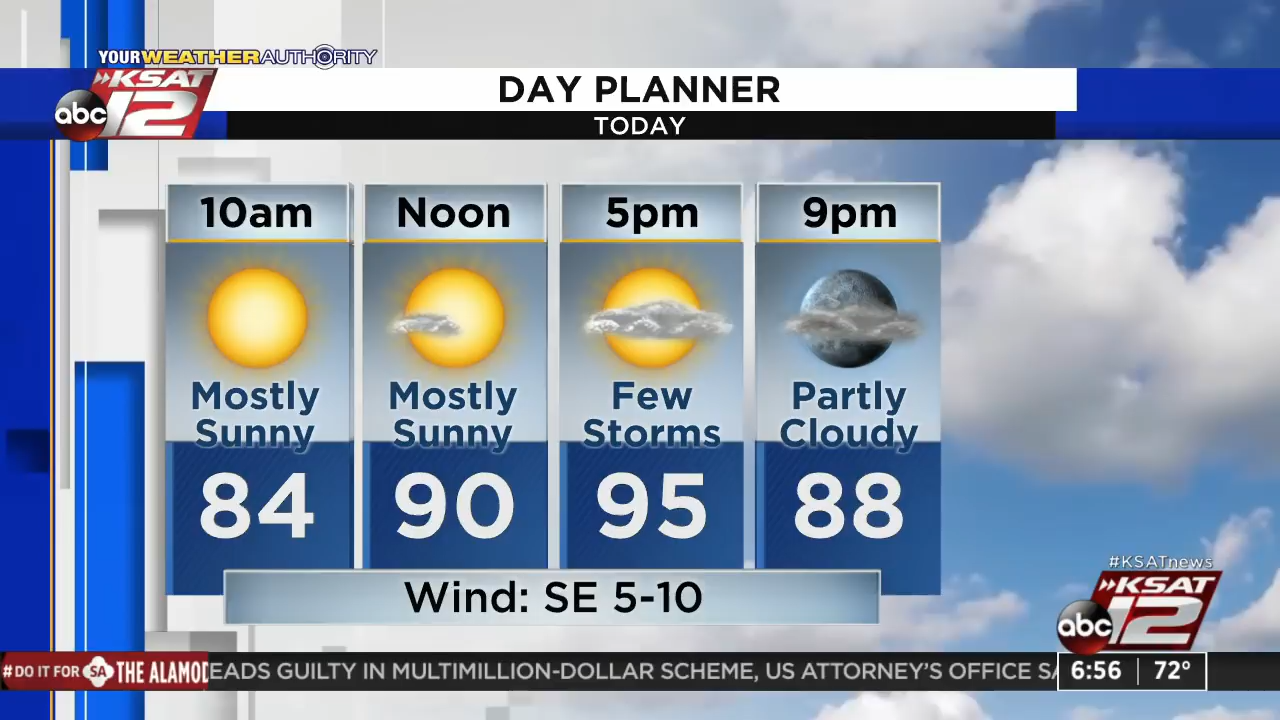 YOURWEATHERAUTHORITY
»KSAT
abc 12
DAY PLANNER
TODAY
10am
Noon
5pm
9pm
Mostly
Sunny
Mostly
Sunny
Few
Storms
Partly
Cloudy
84
90
95
88
Wind: SE 5-10
#KSATnews
»KSAT
abc 12
#DO IT FOR SA THE ALAMO
EADS GUILTY IN MULTIMILLION-DOLLAR SCHEME, US ATTORNEY'S OFFICE SA
6:56 72°